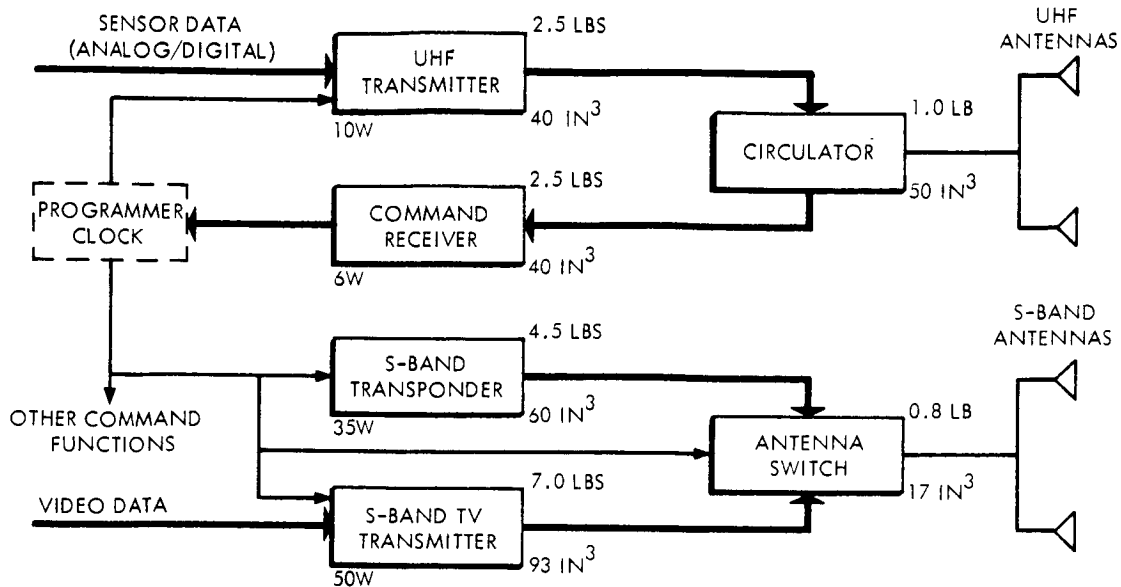 SENSOR DATA
(ANALOG/DIGITAL)
2.5 LBS
UHF
TRANSMITTER
10W
40 IN³
UHF
ANTENNAS
1.0 LB
CIRCULATOR
50 IN³
PROGRAMMER
CLOCK
2.5 LBS
COMMAND
RECEIVER
6W
40 IN³
S-BAND
ANTENNAS
4.5 LBS
S-BAND
TRANSPONDER
35W
60 IN³
OTHER COMMAND
FUNCTIONS
0.8 LB
ANTENNA
SWITCH
17 IN³
VIDEO DATA
7.0 LBS
S-BAND TV
TRANSMITTER
50W
93 IN³